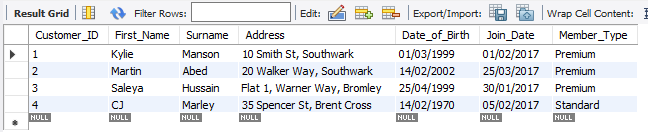 Result Grid Filter Rows: Edit: Export/Import: Wrap Cell Content:
Customer_ID First_Name Surname Address Date_of_Birth Join_Date Member_Type
1 Kylie Manson 10 Smith St, Southwark 01/03/1999 01/02/2017 Premium
2 Martin Abed 20 Walker Way, Southwark 14/02/2002 25/03/2017 Premium
3 Saleya Hussain Flat 1, Warner Way, Bromley 25/04/1999 30/01/2017 Premium
4 CJ Marley 35 Spencer St, Brent Cross 14/02/1970 05/02/2017 Standard
NULL NULL NULL NULL NULL NULL NULL